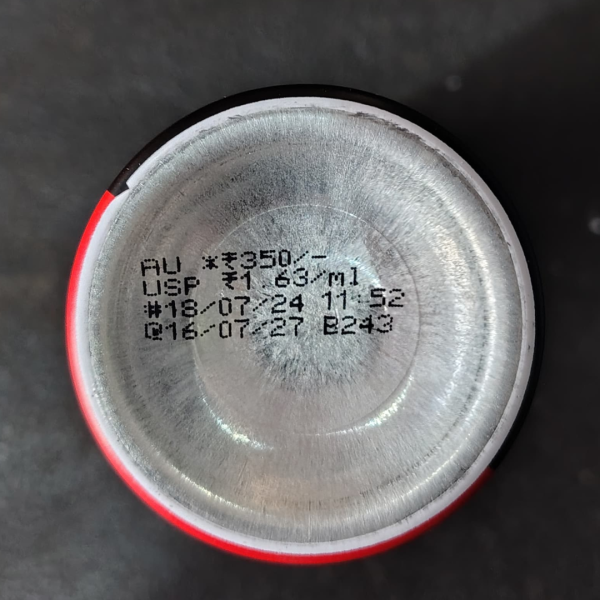 AU *₹350/-
USP ₹1 63/ml
#18/07/24 11:52
@16/07/27 B243